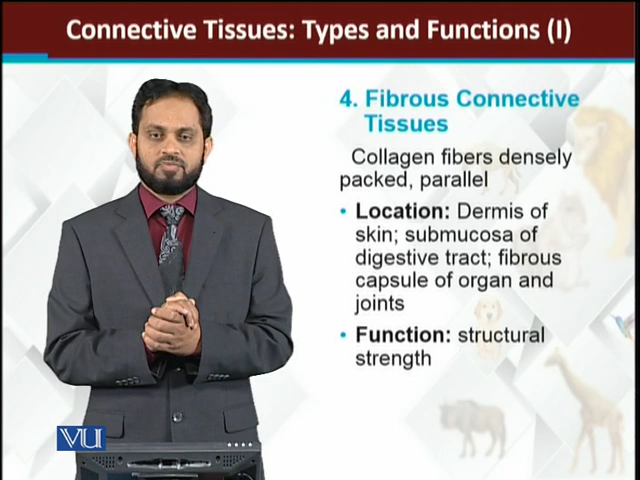 Connective Tissues: Types and Functions (I)
4. Fibrous Connective
Tissues
Collagen fibers densely
packed, parallel
• Location: Dermis of
skin; submucosa of
digestive tract; fibrous
capsule of organ and
joints
• Function: structural
strength
VU